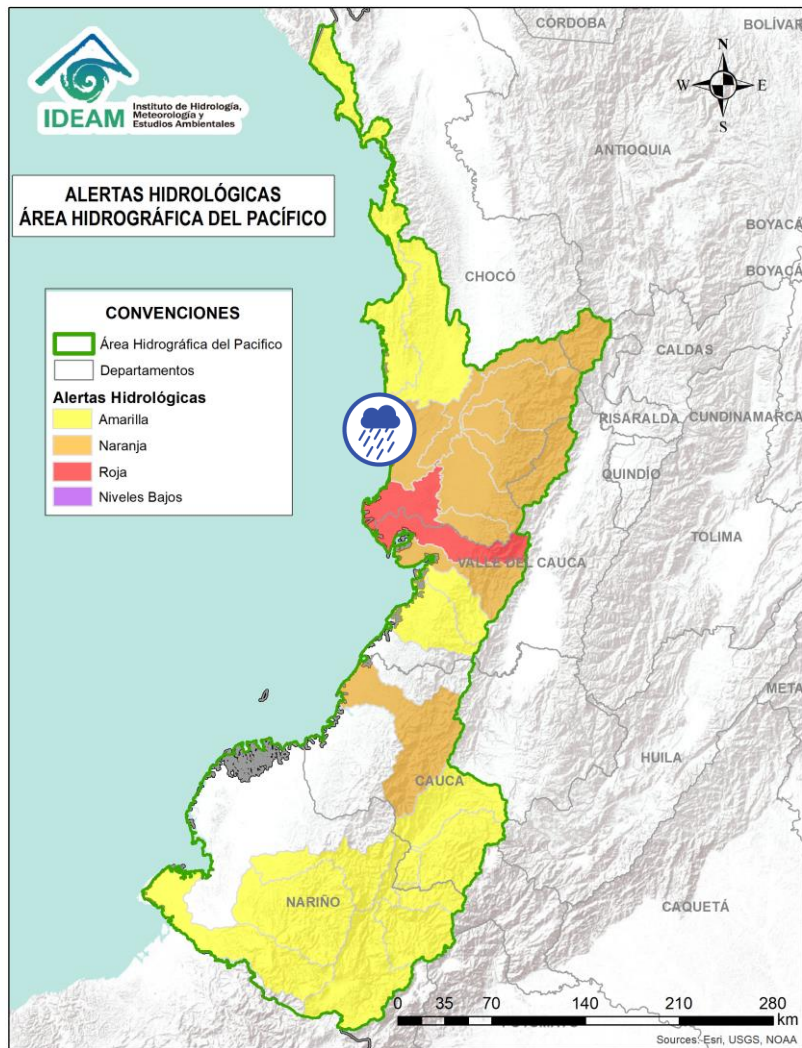 CÓRDOBA
BOLÍVAR
N
W E
S
IDEAM
Instituto de Hidrología,
Meteorología y
Estudios Ambientales
ANTIOQUIA
ALERTAS HIDROLÓGICAS
ÁREA HIDROGRÁFICA DEL PACÍFICO
BOYACÁ
BOYACÁ
CHOCÓ
CONVENCIONES
Área Hidrográfica del Pacifico
Departamentos
Alertas Hidrológicas
Amarilla
Naranja
Roja
Niveles Bajos
CALDAS
RISARALDA
CUNDINAMARCA
QUINDÍO
TOLIMA
VALLE DEL CAUCA
META
HUILA
CAUCA
NARIÑO
CAQUETÁ
0 35 70 140 210 280
km
Sources: Esri, USGS, NOAA